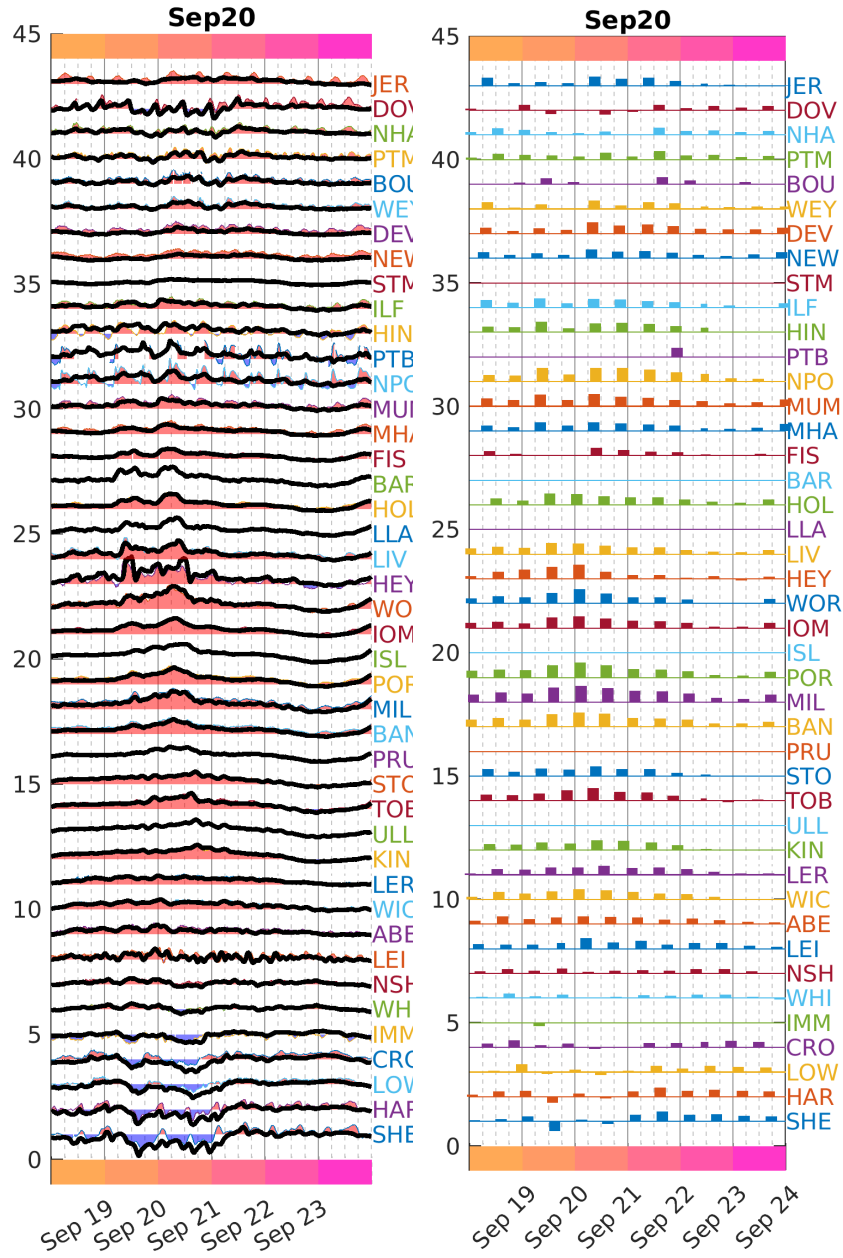 Sep20
45
40
35
30
25
20
15
10
5
0
JER
DOV
NHA
PTM
BOU
WEY
DEV
NEW
STM
ILF
HIN
PTB
NPO
MUM
MHA
FIS
BAR
HOL
LLA
LIV
HEY
WO
IOM
ISL
POR
MIL
BAN
PRU
STO
TOB
ULL
KIN
LER
WIC
ABE
LEI
NSH
WH
IMM
CRO
LOW
HAR
SHE
Sep 19
Sep 20
Sep 21
Sep 22
Sep 23
Sep20
45
40
35
30
25
20
15
10
5
0
JER
DOV
NHA
PTM
BOU
WEY
DEV
NEW
STM
ILF
HIN
PTB
NPO
MUM
MHA
FIS
BAR
HOL
LLA
LIV
HEY
WOR
IOM
ISL
POR
MIL
BAN
PRU
STO
TOB
ULL
KIN
LER
WIC
ABE
LEI
NSH
WHI
IMM
CRO
LOW
HAR
SHE
Sep 19
Sep 20
Sep 21
Sep 22
Sep 23
Sep 24